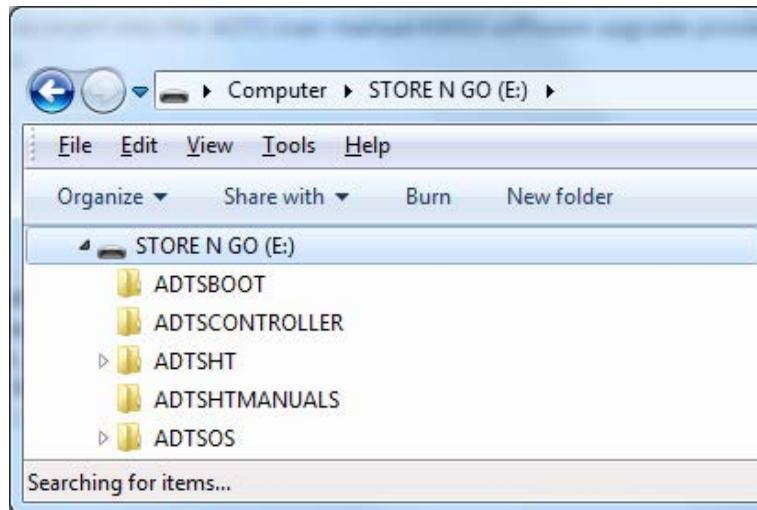 Computer STORE N GO (E:)
File Edit View Tools Help
Organize Share with Burn New folder
STORE N GO (E:)
ADTSBOOT
ADTSCONTROLLER
ADTSHT
ADTSHTMANUALS
ADTSOS
Searching for items...